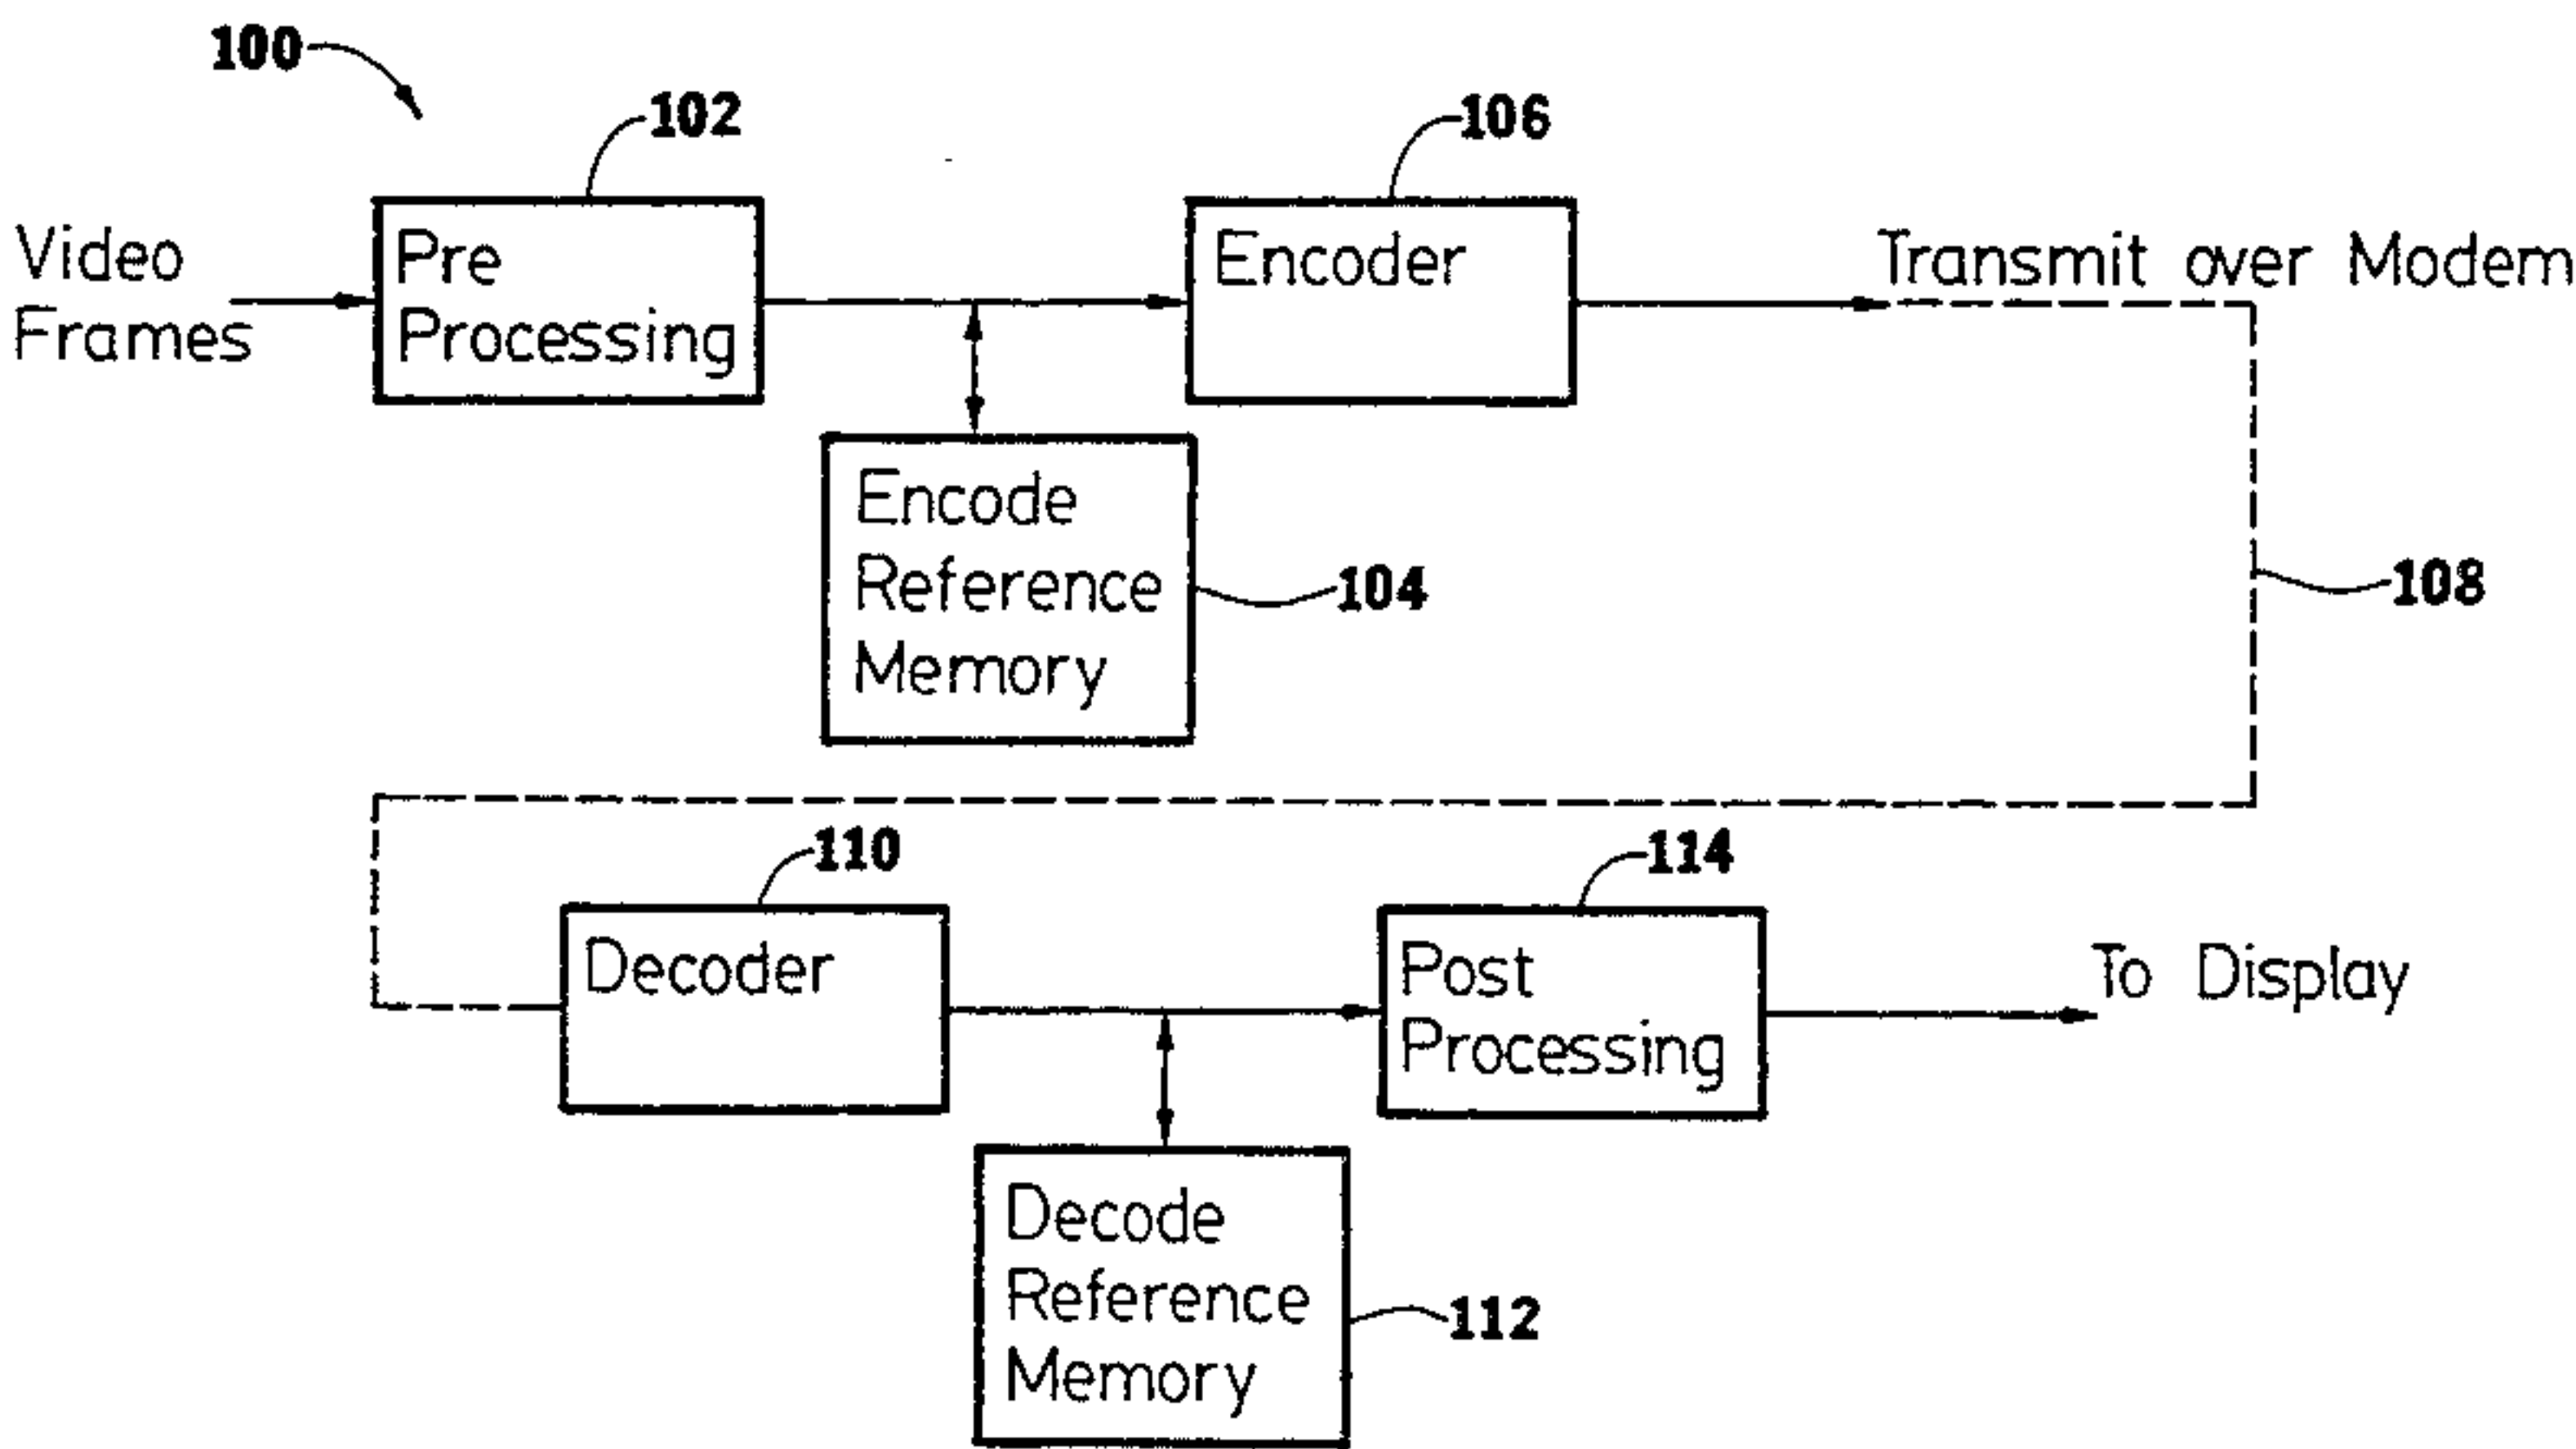 100
102
106
Video
Frames
Pre
Processing
Encoder
Transmit over Modem
Encode
Reference
Memory
104
108
110
114
Decoder
Post
Processing
To Display
Decode
Reference
Memory
112